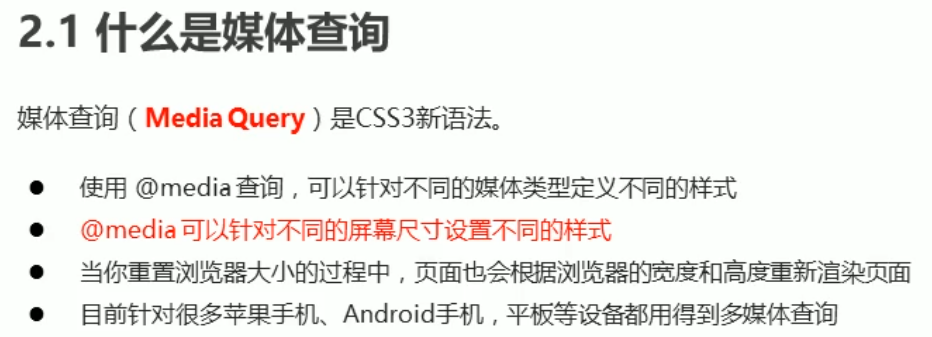 2.1 什么是媒体查询
媒体查询（Media Query）是CSS3新语法。
● 使用 @media 查询，可以针对不同的媒体类型定义不同的样式
● @media 可以针对不同的屏幕尺寸设置不同的样式
● 当你重置浏览器大小的过程中，页面也会根据浏览器的宽度和高度重新渲染页面
● 目前针对很多苹果手机、Android手机，平板等设备都用得到多媒体查询